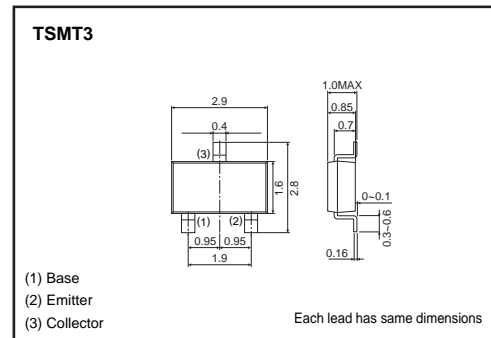 TSMT3
1.0MAX
2.9
0.85
0.4
0.7
(3)
1.6
2.8
0~0.1
(1)
(2)
0.3~0.6
0.95
0.95
0.16
1.9
(1) Base
(2) Emitter
(3) Collector
Each lead has same dimensions